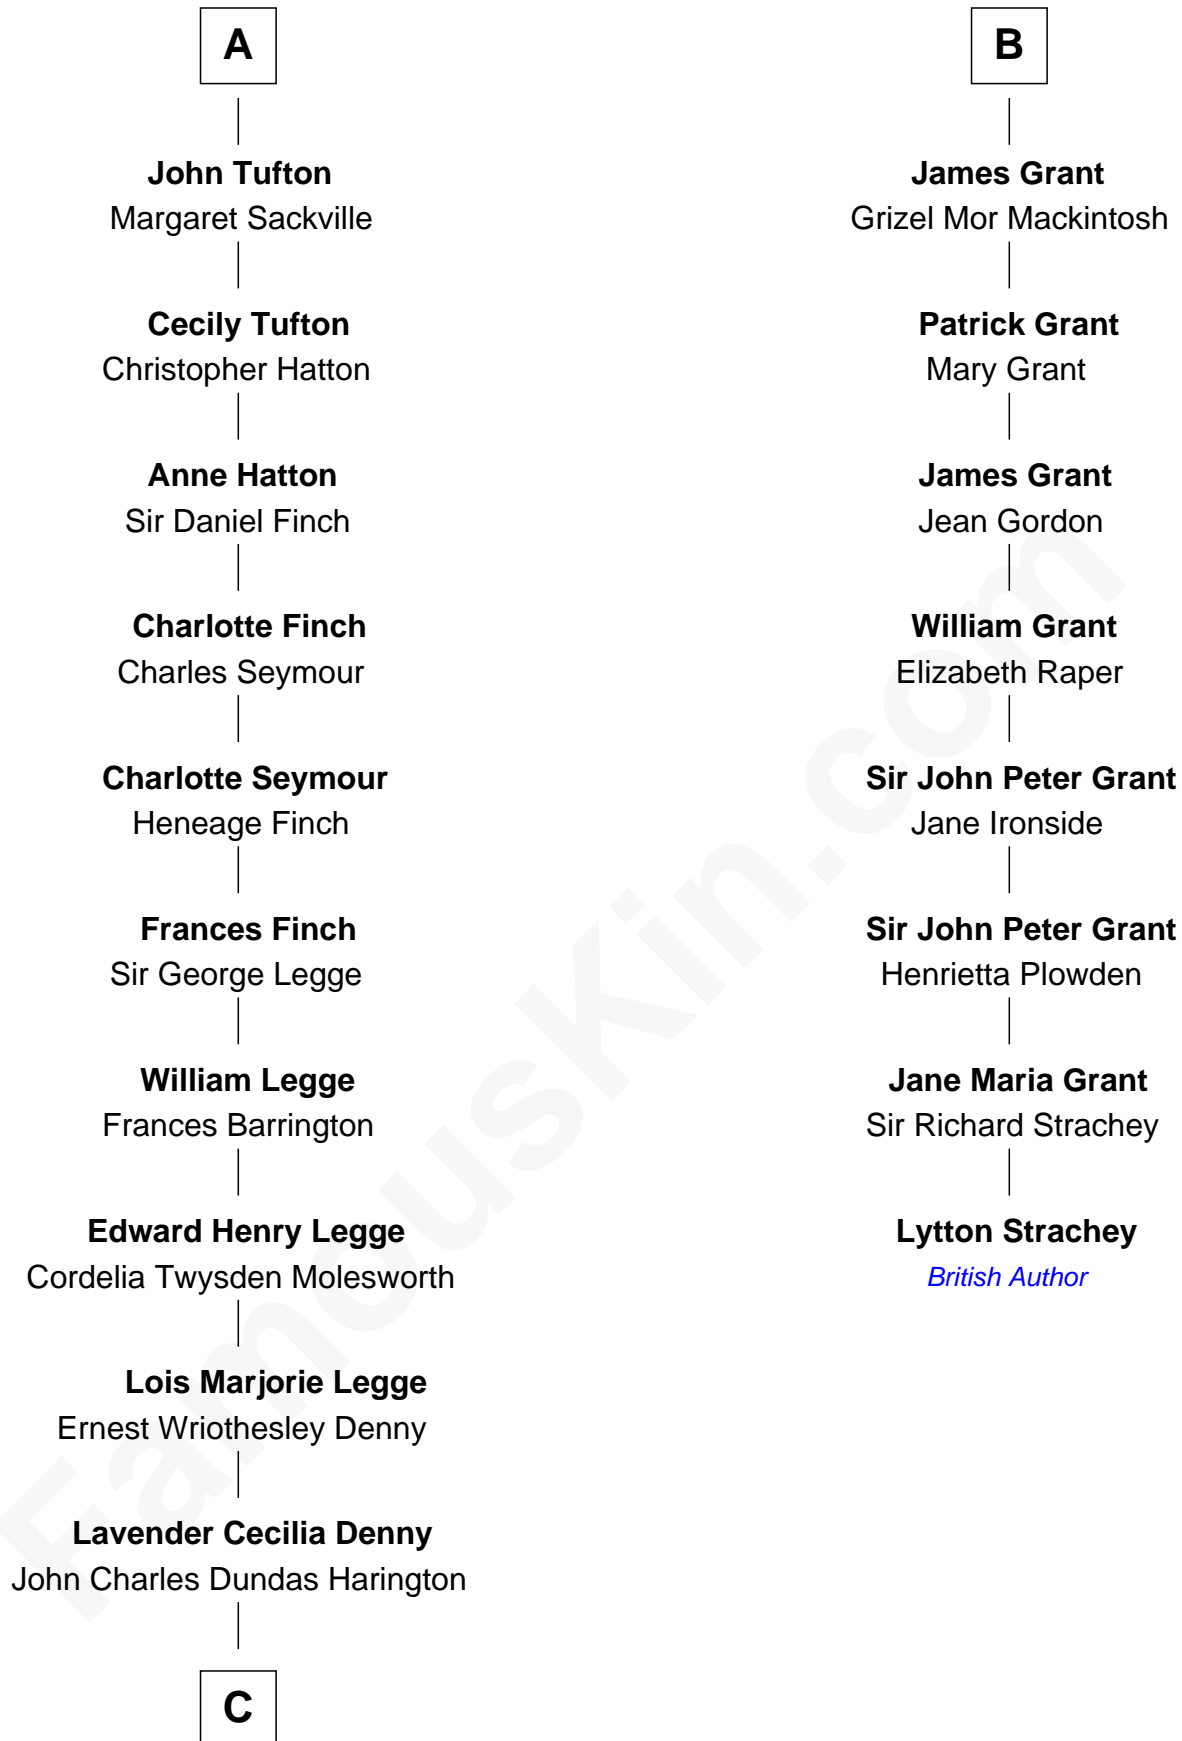 A
John Tufton
Margaret Sackville
Cecily Tufton
Christopher Hatton
Anne Hatton
Sir Daniel Finch
Charlotte Finch
Charles Seymour
Charlotte Seymour
Heneage Finch
Frances Finch
Sir George Legge
William Legge
Frances Barrington
Edward Henry Legge
Cordelia Twysden Molesworth
Lois Marjorie Legge
Ernest Wriothesley Denny
Lavender Cecilia Denny
John Charles Dundas Harington
C
B
James Grant
Grizel Mor Mackintosh
Patrick Grant
Mary Grant
James Grant
Jean Gordon
William Grant
Elizabeth Raper
Sir John Peter Grant
Jane Ironside
Sir John Peter Grant
Henrietta Plowden
Jane Maria Grant
Sir Richard Strachey
Lytton Strachey
British Author
FamousKin.com